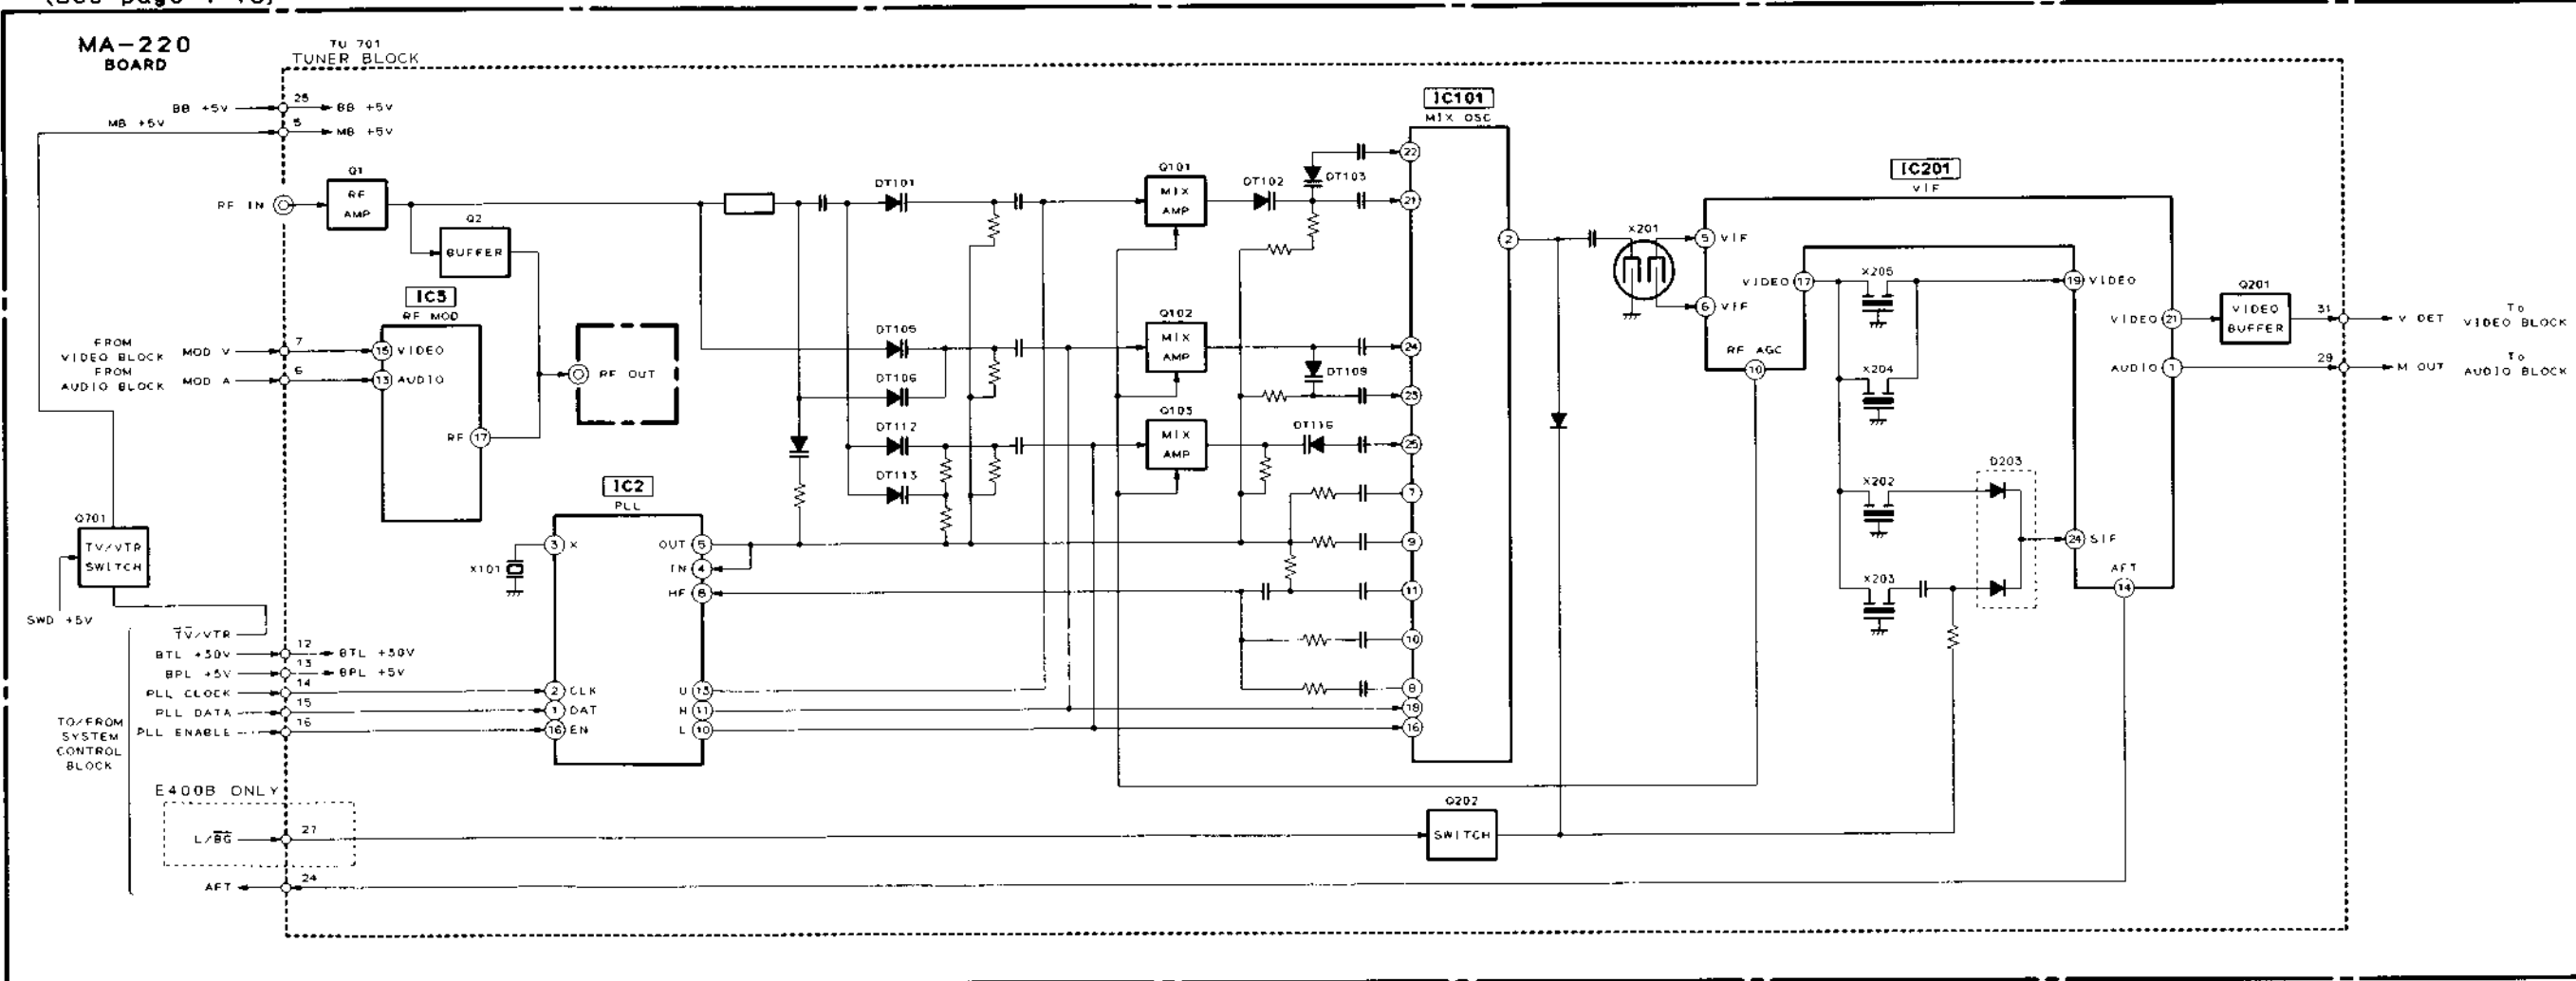 MA-220
BOARD
TU 701
TUNER BLOCK
BB +5V
25
BB +5V
MB +5V
5
MB +5V
RF IN
Q1
RF
AMP
Q2
BUFFER
IC3
RF MOD
FROM
VIDEO BLOCK
MOD V
7
15
VIDEO
FROM
AUDIO BLOCK
MOD A
6
13
AUDIO
RF
17
RF OUT
Q701
TV/VTR
SWITCH
SWD +5V
TV/VTR
BTL +30V
12
BTL +30V
BPL +5V
13
BPL +5V
PLL CLOCK
14
PLL DATA
15
PLL ENABLE
16
TO/FROM
SYSTEM
CONTROL
BLOCK
E400B ONLY
L/BG
27
AFT
24
IC2
PLL
X101
3
X
OUT
5
IN
4
HF
8
2
CLK
1
DAT
16
EN
U
13
H
11
L
10
DT101
DT105
DT106
DT112
DT113
Q101
MIX
AMP
Q102
MIX
AMP
Q103
MIX
AMP
DT102
DT103
DT109
DT116
IC101
MIX OSC
22
21
24
23
25
7
9
11
10
8
18
16
2
Q202
SWITCH
X201
IC201
VIF
5
VIF
6
VIF
VIDEO
17
RF AGC
10
X205
X204
X202
X203
D203
19
VIDEO
24
SIF
AFT
14
VIDEO
21
AUDIO
1
Q201
VIDEO
BUFFER
31
V DET
TO
VIDEO BLOCK
29
M OUT
TO
AUDIO BLOCK